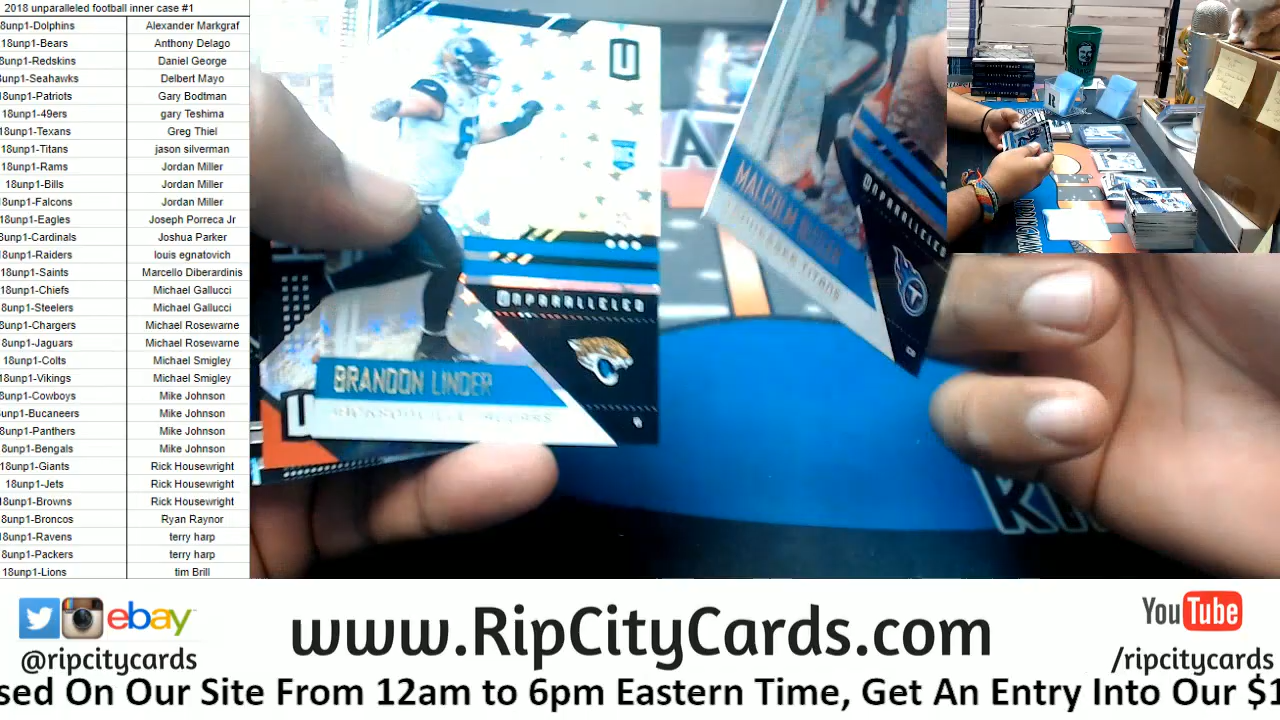 2018 unparalleled football inner case #1
8unp1-Dolphins Alexander Markgraf
18unp1-Bears Anthony Delago
8unp1-Redskins Daniel George
unp1-Seahawks Delbert Mayo
18unp1-Patriots Gary Bodtman
18unp1-49ers gary Teshima
18unp1-Texans Greg Thiel
18unp1-Titans jason silverman
18unp1-Rams Jordan Miller
18unp1-Bills Jordan Miller
18unp1-Falcons Jordan Miller
18unp1-Eagles Joseph Porreca Jr
8unp1-Cardinals Joshua Parker
18unp1-Raiders louis egnatovich
18unp1-Saints Marcello Diberardinis
18unp1-Chiefs Michael Gallucci
8unp1-Steelers Michael Gallucci
8unp1-Chargers Michael Rosewarne
8unp1-Jaguars Michael Rosewarne
18unp1-Colts Michael Smigley
18unp1-Vikings Michael Smigley
8unp1-Cowboys Mike Johnson
unp1-Bucaneers Mike Johnson
8unp1-Panthers Mike Johnson
8unp1-Bengals Mike Johnson
18unp1-Giants Rick Housewright
18unp1-Jets Rick Housewright
18unp1-Browns Rick Housewright
8unp1-Broncos Ryan Raynor
18unp1-Ravens terry harp
8unp1-Packers terry harp
18unp1-Lions tim Brill
U
UNPARALLELED
BRANDON LINDER
MALCOLM
UNPARALLELED
TITANS
ebay
@ripcitycards
www.RipCityCards.com
YouTube
/ripcitycards
sed On Our Site From 12am to 6pm Eastern Time, Get An Entry Into Our $1